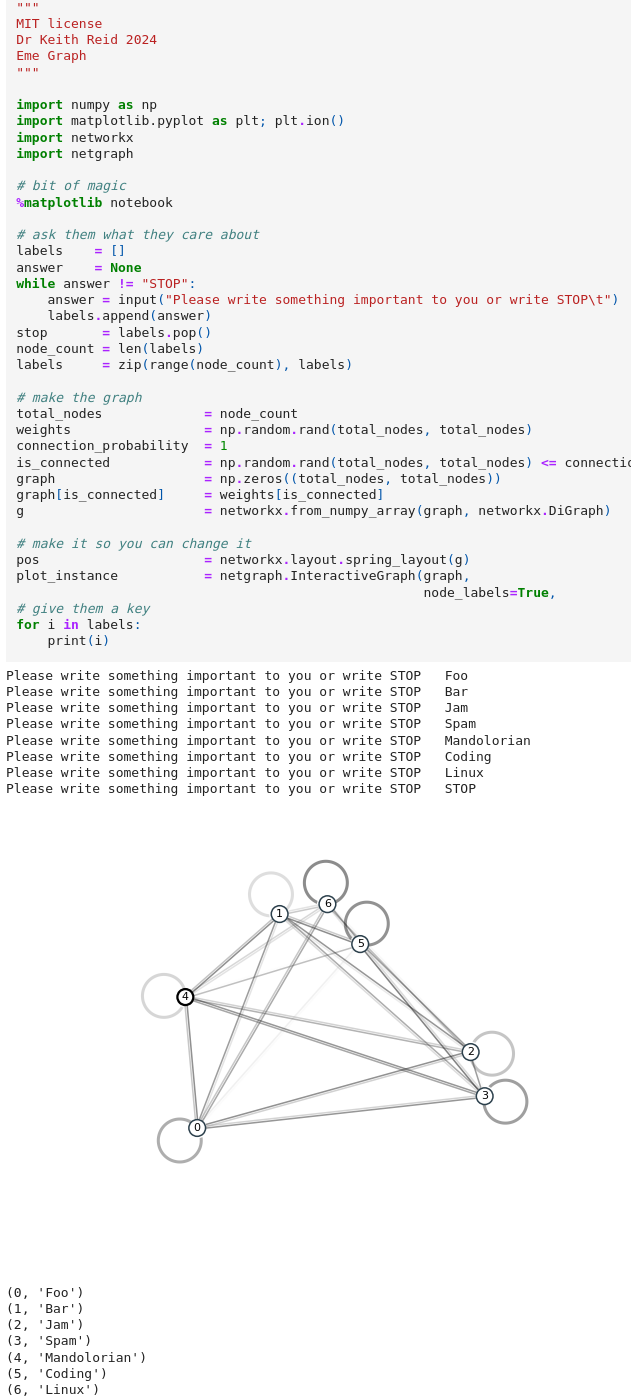 """
MIT license
Dr Keith Reid 2024
Eme Graph
"""
import numpy as np
import matplotlib.pyplot as plt; plt.ion()
import networkx
import netgraph
# bit of magic
%matplotlib notebook
# ask them what they care about
labels    = []
answer    = None
while answer != "STOP":
    answer = input("Please write something important to you or write STOP\t")
    labels.append(answer)
stop       = labels.pop()
node_count = len(labels)
labels     = zip(range(node_count), labels)
# make the graph
total_nodes             = node_count
weights                 = np.random.rand(total_nodes, total_nodes)
connection_probability  = 1
is_connected            = np.random.rand(total_nodes, total_nodes) <= connectio
graph                   = np.zeros((total_nodes, total_nodes))
graph[is_connected]     = weights[is_connected]
g                       = networkx.from_numpy_array(graph, networkx.DiGraph)
# make it so you can change it
pos                     = networkx.layout.spring_layout(g)
plot_instance           = netgraph.InteractiveGraph(graph,
                                                    node_labels=True,
# give them a key
for i in labels:
    print(i)
Please write something important to you or write STOP   Foo
Please write something important to you or write STOP   Bar
Please write something important to you or write STOP   Jam
Please write something important to you or write STOP   Spam
Please write something important to you or write STOP   Mandolorian
Please write something important to you or write STOP   Coding
Please write something important to you or write STOP   Linux
Please write something important to you or write STOP   STOP
6
1
5
4
2
3
0
(0, 'Foo')
(1, 'Bar')
(2, 'Jam')
(3, 'Spam')
(4, 'Mandolorian')
(5, 'Coding')
(6, 'Linux')